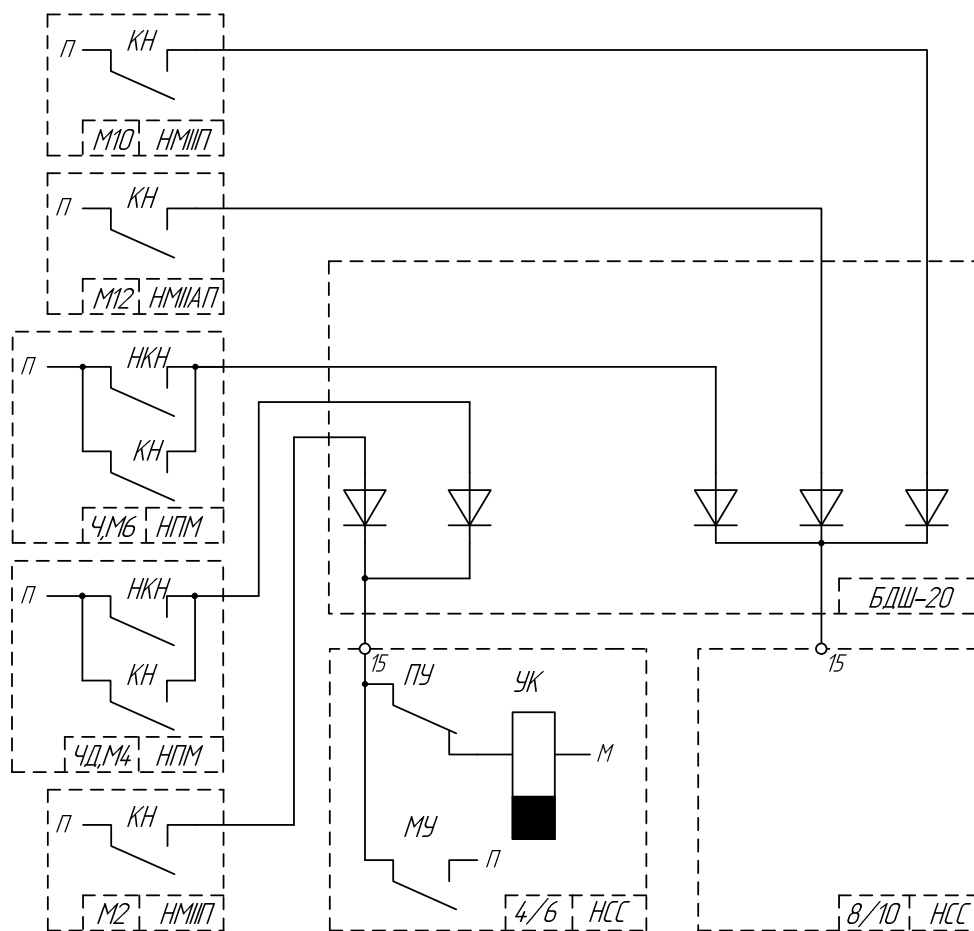 П КН
М10 НМIIП
П КН
М12 НМIIАП
П НКН
КН
Ч,М6 НПМ
П НКН
КН
ЧД,М4 НПМ
П КН
М2 НМIIП
БДШ-20
15
ПУ
УК
М
МУ
П
4/6 НСС
15
8/10 НСС